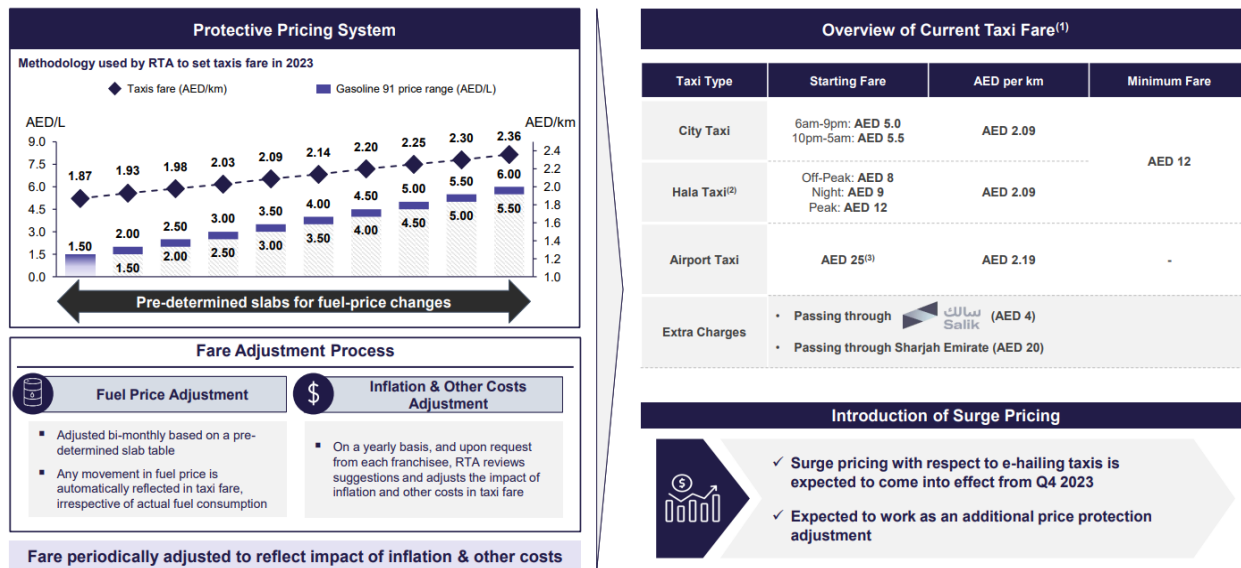 Protective Pricing System
Methodology used by RTA to set taxis fare in 2023
Taxis fare (AED/km)
Gasoline 91 price range (AED/L)
AED/L
AED/km
9.0
7.5
6.0
4.5
3.0
1.5
0.0
1.87
1.93
1.98
2.03
2.09
2.14
2.20
2.25
2.30
2.36
1.50
2.00
2.50
3.00
3.50
4.00
4.50
5.00
5.50
6.00
1.50
2.00
2.50
3.00
3.50
4.00
4.50
5.00
5.50
2.4
2.2
2.0
1.8
1.6
1.4
1.2
1.0
Pre-determined slabs for fuel-price changes
Fare Adjustment Process
Fuel Price Adjustment
Adjusted bi-monthly based on a pre-
determined slab table
Any movement in fuel price is
automatically reflected in taxi fare,
irrespective of actual fuel consumption
$
Inflation & Other Costs
Adjustment
On a yearly basis, and upon request
from each franchisee, RTA reviews
suggestions and adjusts the impact of
inflation and other costs in taxi fare
Fare periodically adjusted to reflect impact of inflation & other costs
Overview of Current Taxi Fare(1)
Taxi Type Starting Fare AED per km Minimum Fare
City Taxi
6am-9pm: AED 5.0
10pm-5am: AED 5.5
AED 2.09
AED 12
Hala Taxi(2)
Off-Peak: AED 8
Night: AED 9
Peak: AED 12
AED 2.09
Airport Taxi AED 25(3) AED 2.19 -
Extra Charges
• Passing through سالك Salik (AED 4)
• Passing through Sharjah Emirate (AED 20)
Introduction of Surge Pricing
$
✓ Surge pricing with respect to e-hailing taxis is
expected to come into effect from Q4 2023
✓ Expected to work as an additional price protection
adjustment